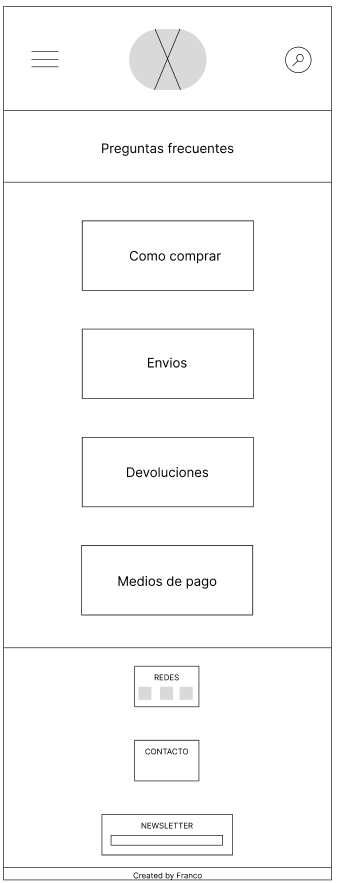 Preguntas frecuentes
Como comprar
Envios
Devoluciones
Medios de pago
REDES
CONTACTO
NEWSLETTER
Created by Franco